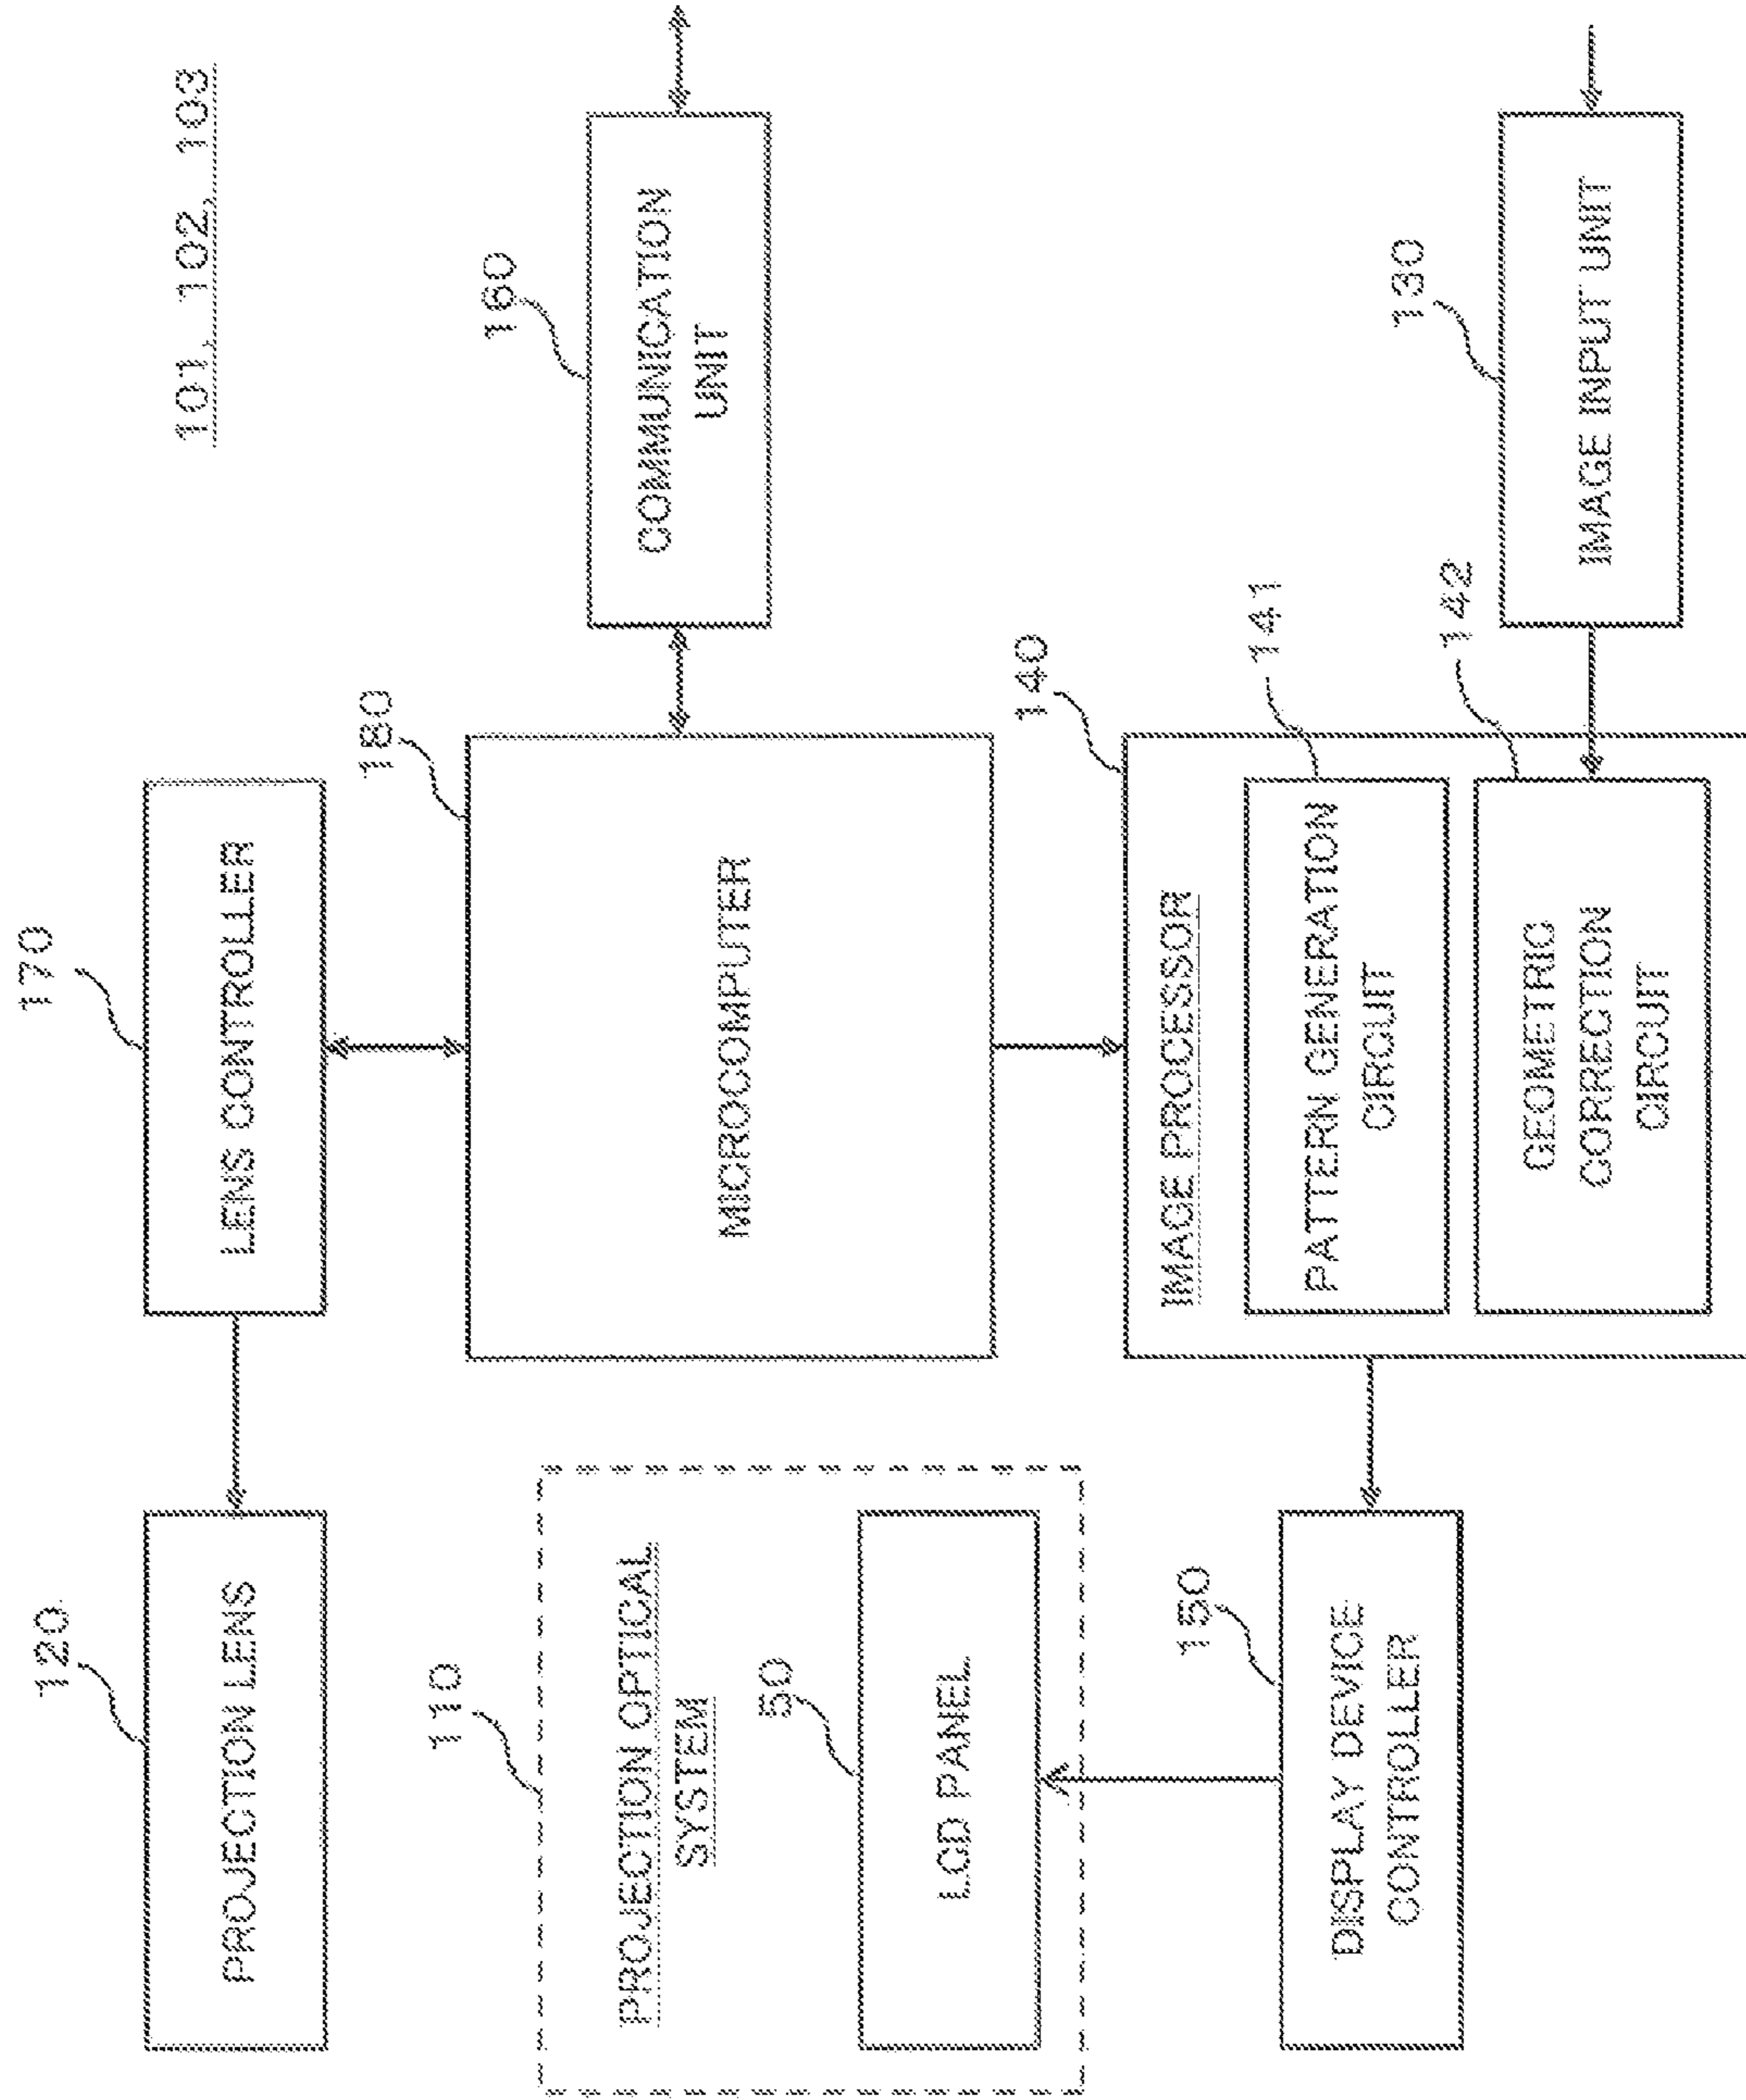 101, 102, 103
120
PROJECTION LENS
170
LENS CONTROLLER
110
PROJECTION OPTICAL
SYSTEM
50
LCD PANEL
180
MICROCOMPUTER
160
COMMUNICATION
UNIT
150
DISPLAY DEVICE
CONTROLLER
140
IMAGE PROCESSOR
141
PATTERN GENERATION
CIRCUIT
142
GEOMETRIC
CORRECTION
CIRCUIT
130
IMAGE INPUT UNIT